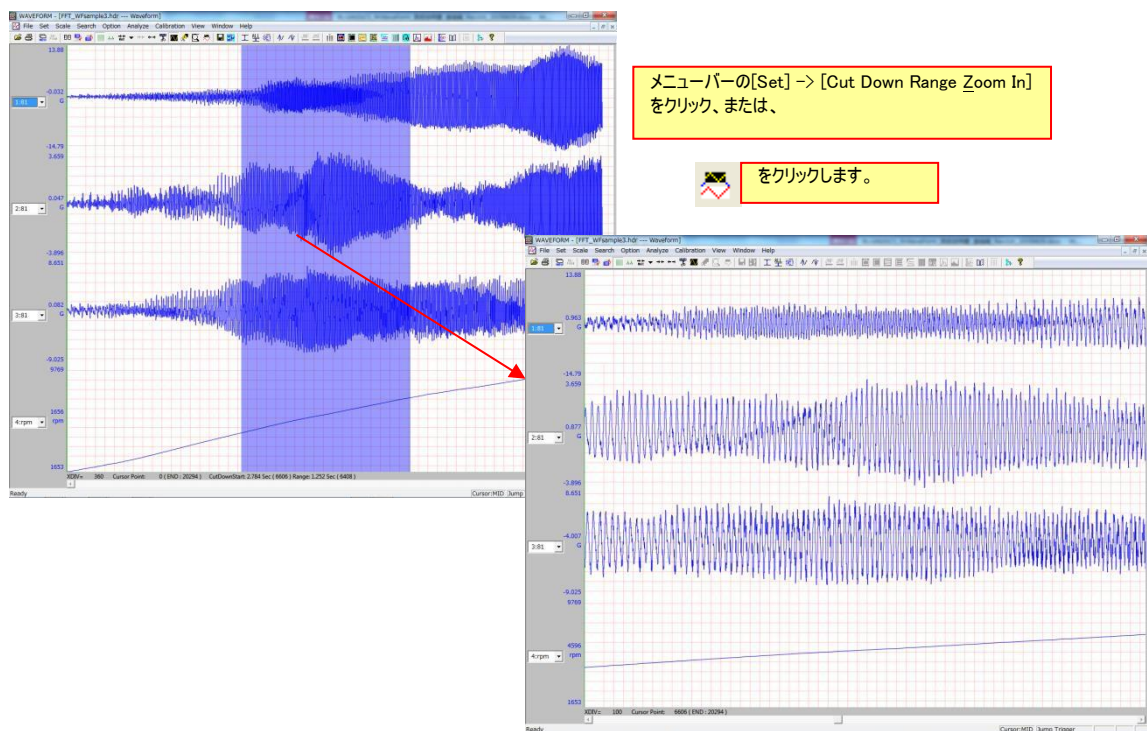 WAVEFORM - [FFT_WFsample3.hdr --- Waveform]
File Set Scale Search Option Analyze Calibration View Window Help
13.88
-0.032
1:81 G
-14.79
3.659
0.047
2:81 G
-3.896
8.651
0.082
3:81 G
-9.025
9769
1656
4:rpm rpm
1653
XDIV= 360 Cursor Point: 0 ( END : 20294 ) CutDownStart: 2.784 Sec ( 6606 ) Range: 1.252 Sec ( 6408 )
Ready Cursor:MID Jump
メニューバーの[Set] -> [Cut Down Range Zoom In]
をクリック、または、
をクリックします。
WAVEFORM - [FFT_WFsample3.hdr --- Waveform]
File Set Scale Search Option Analyze Calibration View Window Help
13.88
0.963
1:81 G
-14.79
3.659
0.877
2:81 G
-3.896
8.651
-4.007
3:81 G
-9.025
9769
4596
4:rpm rpm
1653
XDIV= 100 Cursor Point: 6606 ( END : 20294 )
Ready Cursor:MID Jump Trigger